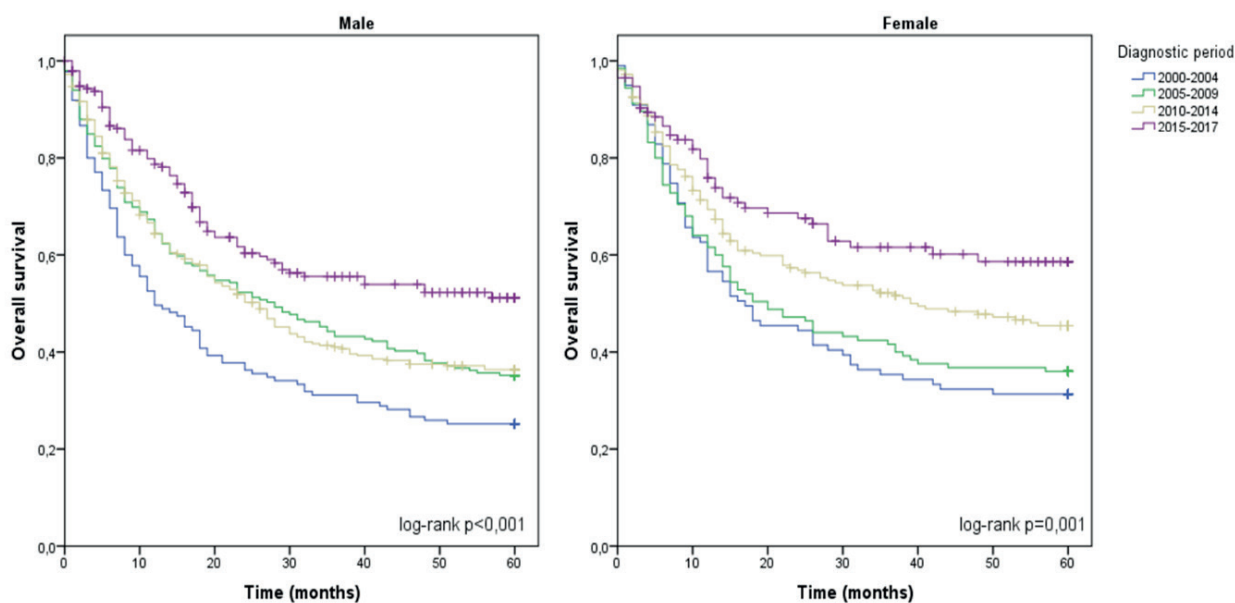 Male
Overall survival
1,0
0,8
0,6
0,4
0,2
0,0
0 10 20 30 40 50 60
Time (months)
log-rank p<0,001
Female
Overall survival
1,0
0,8
0,6
0,4
0,2
0,0
0 10 20 30 40 50 60
Time (months)
log-rank p=0,001
Diagnostic period
2000-2004
2005-2009
2010-2014
2015-2017